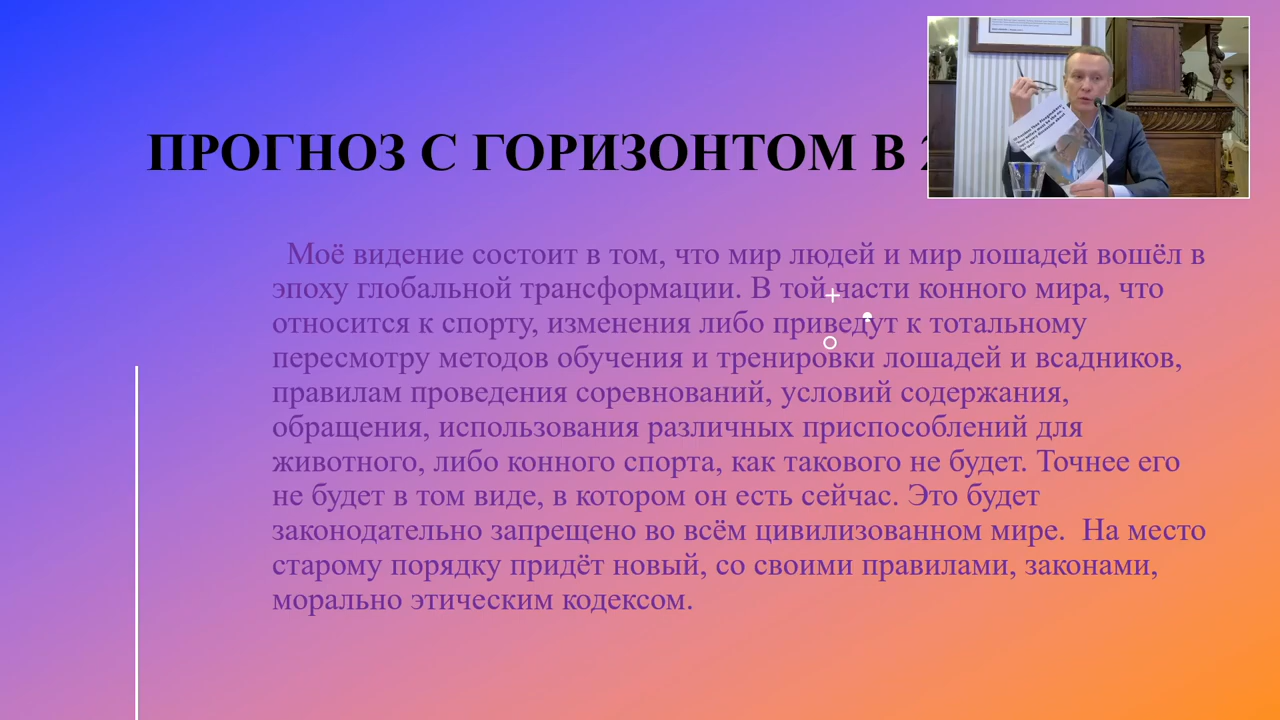 ПРОГНОЗ С ГОРИЗОНТОМ В
Моё видение состоит в том, что мир людей и мир лошадей вошёл в
эпоху глобальной трансформации. В той части конного мира, что
относится к спорту, изменения либо приведут к тотальному
пересмотру методов обучения и тренировки лошадей и всадников,
правилам проведения соревнований, условий содержания,
обращения, использования различных приспособлений для
животного, либо конного спорта, как такового не будет. Точнее его
не будет в том виде, в котором он есть сейчас. Это будет
законодательно запрещено во всём цивилизованном мире. На место
старому порядку придёт новый, со своими правилами, законами,
морально этическим кодексом.